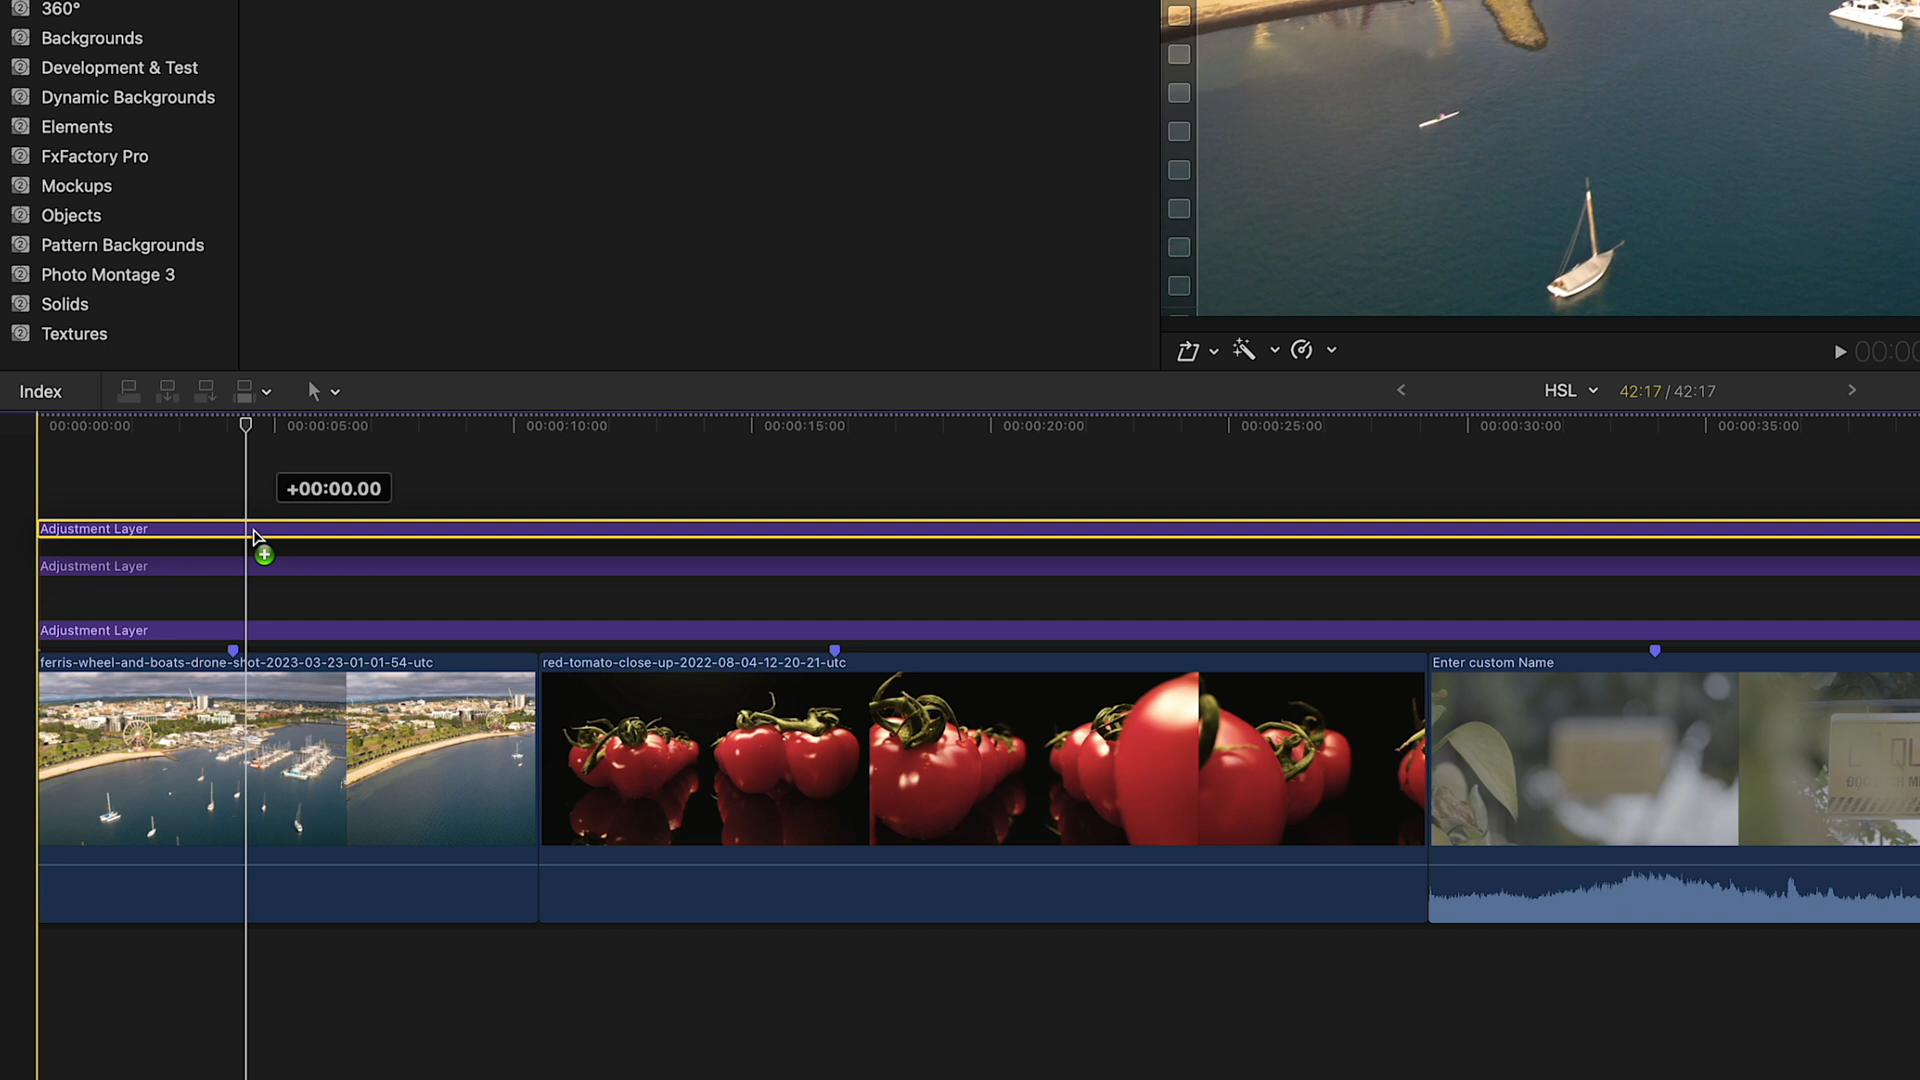 360°
Backgrounds
Development & Test
Dynamic Backgrounds
Elements
FxFactory Pro
Mockups
Objects
Pattern Backgrounds
Photo Montage 3
Solids
Textures
Index
HSL
42:17 / 42:17
00:00:00:00
00:00:05:00
00:00:10:00
00:00:15:00
00:00:20:00
00:00:25:00
00:00:30:00
00:00:35:00
+00:00.00
Adjustment Layer
Adjustment Layer
Adjustment Layer
ferris-wheel-and-boats-drone-shot-2023-03-23-01-01-54-utc
red-tomato-close-up-2022-08-04-12-20-21-utc
Enter custom Name